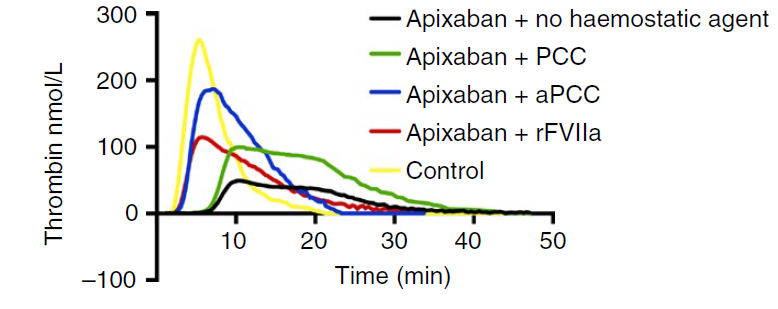 300
200
100
0
−100
Thrombin nmol/L
10
20
30
40
50
Time (min)
Apixaban + no haemostatic agent
Apixaban + PCC
Apixaban + aPCC
Apixaban + rFVIIa
Control